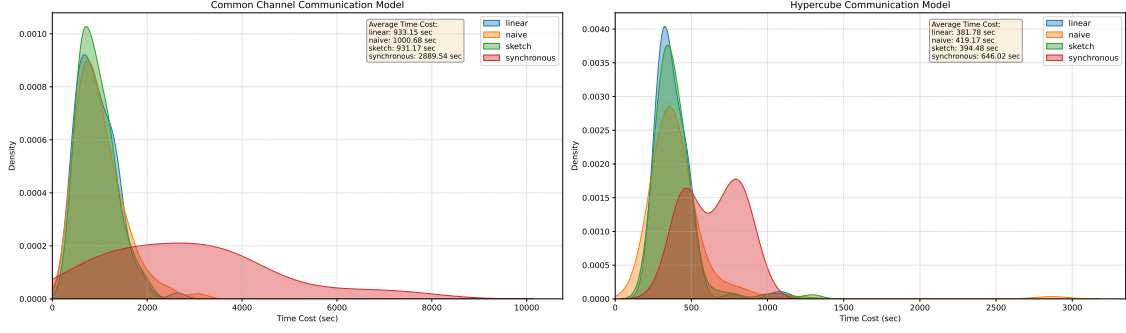 Common Channel Communication Model
Average Time Cost:
linear: 933.15 sec
naive: 1000.68 sec
sketch: 931.17 sec
synchronous: 2889.54 sec
linear
naive
sketch
synchronous
Density
0.0010
0.0008
0.0006
0.0004
0.0002
0.0000
0
2000
4000
6000
8000
10000
Time Cost (sec)
Hypercube Communication Model
Average Time Cost:
linear: 381.78 sec
naive: 419.17 sec
sketch: 394.48 sec
synchronous: 646.02 sec
linear
naive
sketch
synchronous
Density
0.0040
0.0035
0.0030
0.0025
0.0020
0.0015
0.0010
0.0005
0.0000
0
500
1000
1500
2000
2500
3000
Time Cost (sec)